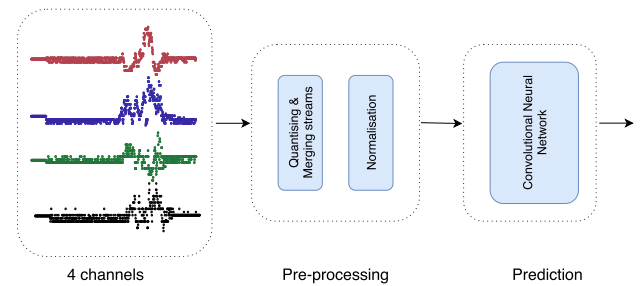 Quantising &
Merging streams
Normalisation
Convolutional Neural
Network
4 channels
Pre-processing
Prediction